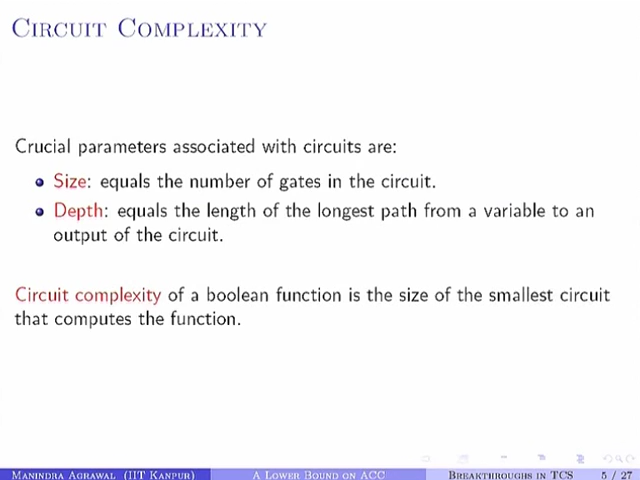 Circuit Complexity
Crucial parameters associated with circuits are:
Size: equals the number of gates in the circuit.
Depth: equals the length of the longest path from a variable to an
output of the circuit.
Circuit complexity of a boolean function is the size of the smallest circuit
that computes the function.
Manindra Agrawal (IIT Kanpur) A Lower Bound on ACC Breakthroughs in TCS 5 / 27